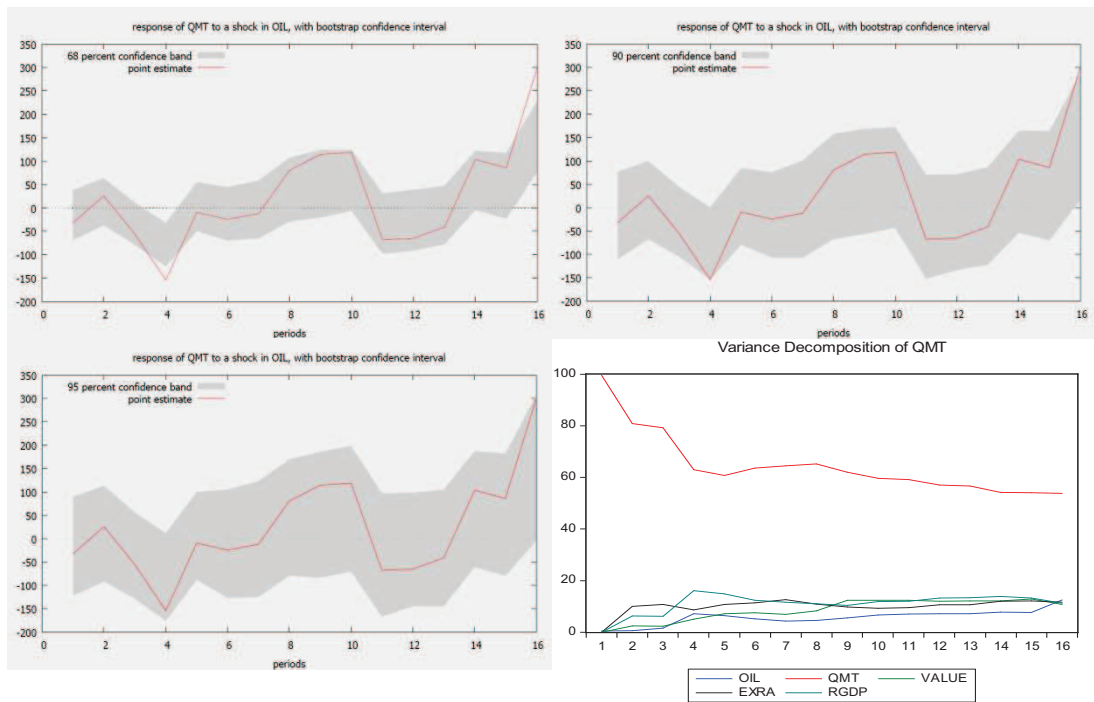 response of QMT to a shock in OIL, with bootstrap confidence interval
350
300
250
200
150
100
50
0
-50
-100
-150
-200
68 percent confidence band
point estimate
0 2 4 6 8 10 12 14 16
periods
response of QMT to a shock in OIL, with bootstrap confidence interval
350
300
250
200
150
100
50
0
-50
-100
-150
-200
90 percent confidence band
point estimate
0 2 4 6 8 10 12 14 16
periods
response of QMT to a shock in OIL, with bootstrap confidence interval
350
300
250
200
150
100
50
0
-50
-100
-150
-200
95 percent confidence band
point estimate
0 2 4 6 8 10 12 14 16
periods
Variance Decomposition of QMT
100
80
60
40
20
0
1 2 3 4 5 6 7 8 9 10 11 12 13 14 15 16
OIL QMT VALUE
EXRA RGDP